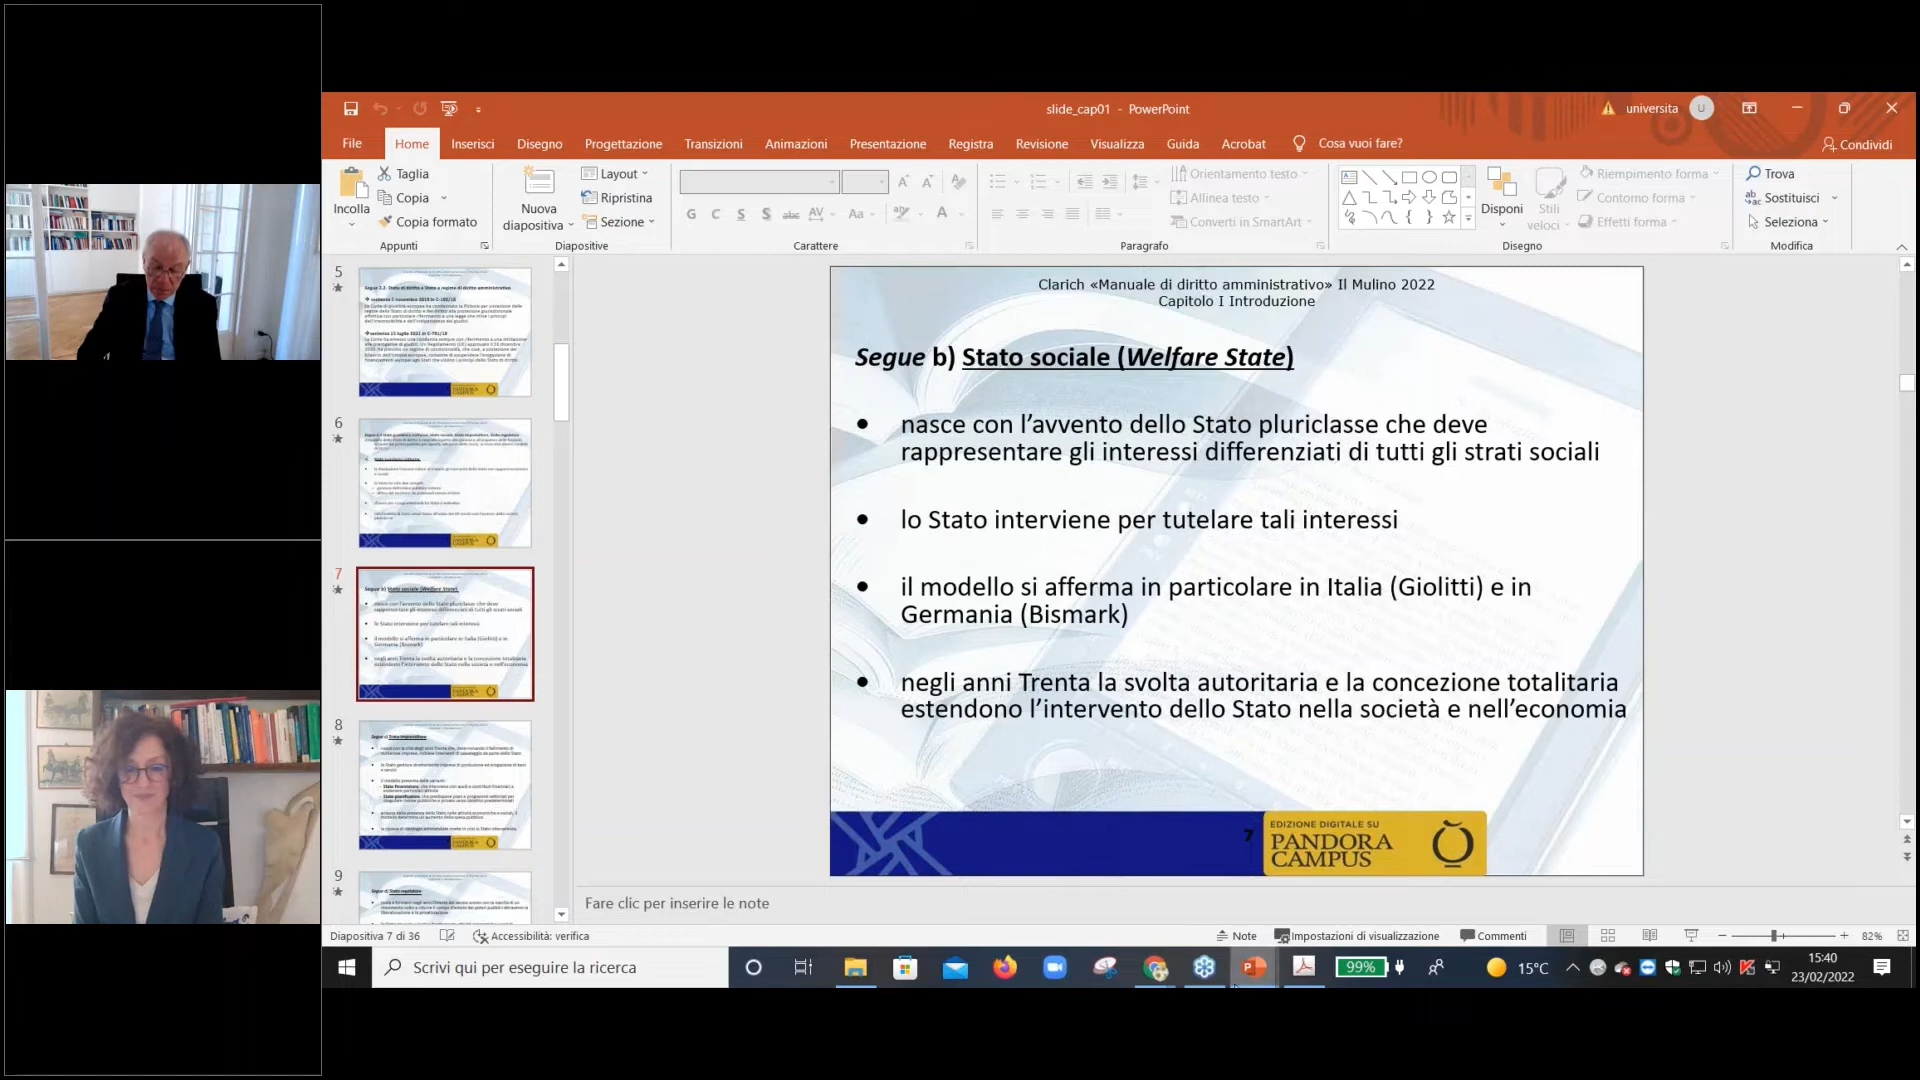 slide_cap01 - PowerPoint
universita
U
File
Home
Inserisci
Disegno
Progettazione
Transizioni
Animazioni
Presentazione
Registra
Revisione
Visualizza
Guida
Acrobat
Cosa vuoi fare?
Condividi
Incolla
Taglia
Copia
Copia formato
Appunti
Nuova
diapositiva
Layout
Ripristina
Sezione
Diapositive
G C S S abc AV Aa A
Carattere
Orientamento testo
Allinea testo
Converti in SmartArt
Paragrafo
Disponi
Stili
veloci
Riempimento forma
Contorno forma
Effetti forma
Disegno
Trova
Sostituisci
Seleziona
Modifica
5
6
7
8
9
Clarich «Manuale di diritto amministrativo» Il Mulino 2022
Capitolo I Introduzione
Segue b) Stato sociale (Welfare State)
• nasce con l’avvento dello Stato pluriclasse che deve
rappresentare gli interessi differenziati di tutti gli strati sociali
• lo Stato interviene per tutelare tali interessi
• il modello si afferma in particolare in Italia (Giolitti) e in
Germania (Bismark)
• negli anni Trenta la svolta autoritaria e la concezione totalitaria
estendono l’intervento dello Stato nella società e nell’economia
7
EDIZIONE DIGITALE SU
PANDORA
CAMPUS
Fare clic per inserire le note
Diapositiva 7 di 36
Accessibilità: verifica
Note
Impostazioni di visualizzazione
Commenti
82%
Scrivi qui per eseguire la ricerca
99%
15°C
15:40
23/02/2022